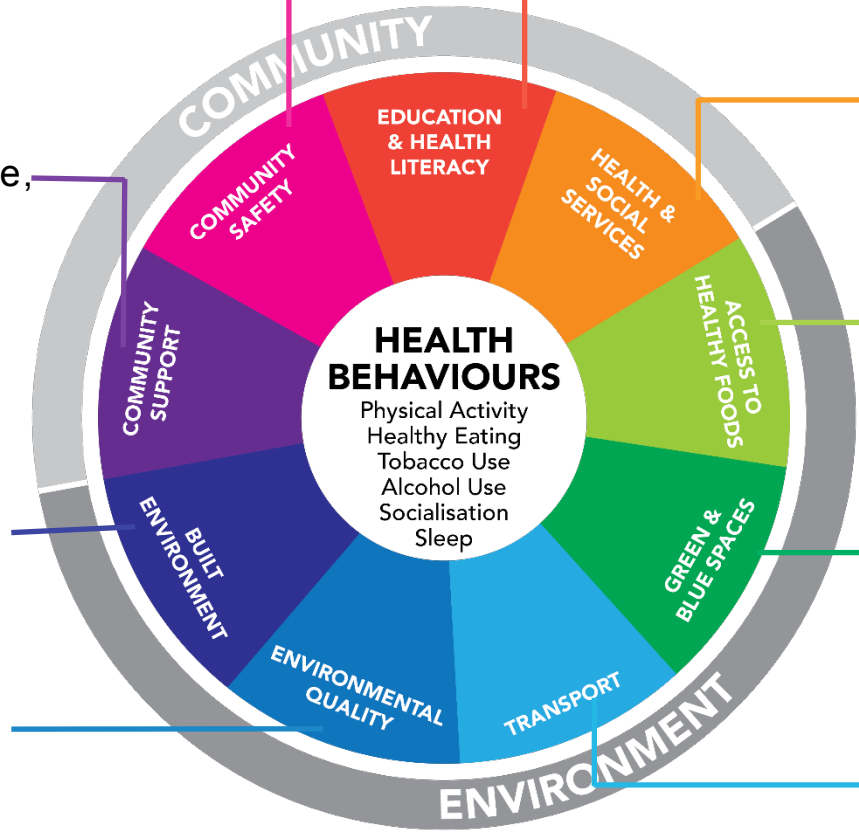 COMMUNITY
EDUCATION
& HEALTH
LITERACY
HEALTH &
SOCIAL
SERVICES
ACCESS TO
HEALTHY FOODS
GREEN &
BLUE SPACES
TRANSPORT
ENVIRONMENTAL
QUALITY
BUILT
ENVIRONMENT
COMMUNITY
SUPPORT
COMMUNITY
SAFETY
e,
HEALTH
BEHAVIOURS
Physical Activity
Healthy Eating
Tobacco Use
Alcohol Use
Socialisation
Sleep
ENVIRONMENT